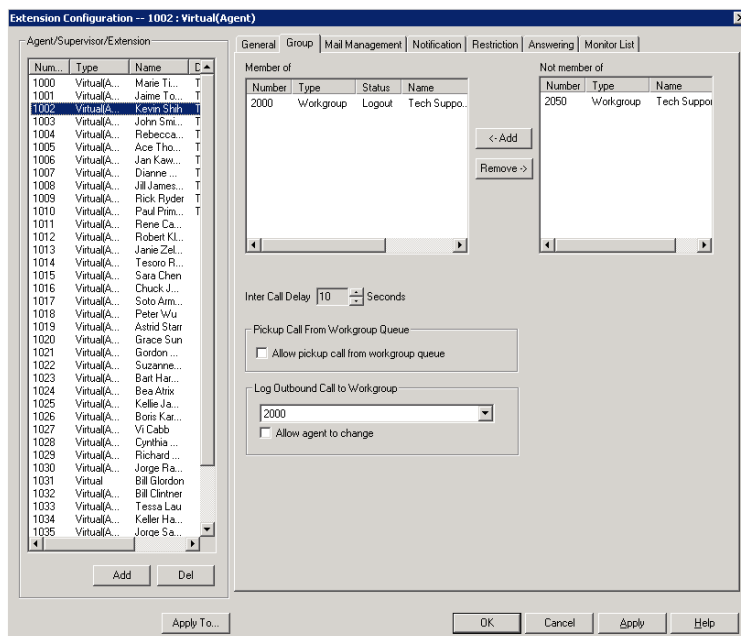 Extension Configuration -- 1002 : Virtual(Agent)
Agent/Supervisor/Extension
Num... Type Name D
1000 Virtual(A... Marie Ti... T
1001 Virtual(A... Jaime To... T
1002 Virtual(A... Kevin Shih T
1003 Virtual(A... John Smi... T
1004 Virtual(A... Rebecca... T
1005 Virtual(A... Ace Tho... T
1006 Virtual(A... Jan Kaw... T
1007 Virtual(A... Dianne ... T
1008 Virtual(A... Jill James... T
1009 Virtual(A... Rick Ryder T
1010 Virtual(A... Paul Prim... T
1011 Virtual(A... Rene Ca...
1012 Virtual(A... Robert Kl...
1013 Virtual(A... Janie Zel...
1014 Virtual(A... Tesoro R...
1015 Virtual(A... Sara Chen
1016 Virtual(A... Chuck J...
1017 Virtual(A... Soto Arm...
1018 Virtual(A... Peter Wu
1019 Virtual(A... Astrid Starr
1020 Virtual(A... Grace Sun
1021 Virtual(A... Gordon ...
1022 Virtual(A... Suzanne...
1023 Virtual(A... Bart Har...
1024 Virtual(A... Bea Atrix
1025 Virtual(A... Kellie Ja...
1026 Virtual(A... Boris Kar...
1027 Virtual(A... Vi Cabb
1028 Virtual(A... Cynthia ...
1029 Virtual(A... Richard ...
1030 Virtual(A... Jorge Ra...
1031 Virtual Bill Glordon
1032 Virtual(A... Bill Clintner
1033 Virtual(A... Tessa Lau
1034 Virtual(A... Keller Ha...
1035 Virtual(A... Jorge Sa...
Add Del
General Group Mail Management Notification Restriction Answering Monitor List
Member of
Number Type Status Name
2000 Workgroup Logout Tech Suppo...
<- Add
Remove ->
Not member of
Number Type Name
2050 Workgroup Tech Suppor
Inter Call Delay 10 Seconds
Pickup Call From Workgroup Queue
Allow pickup call from workgroup queue
Log Outbound Call to Workgroup
2000
Allow agent to change
Apply To... OK Cancel Apply Help